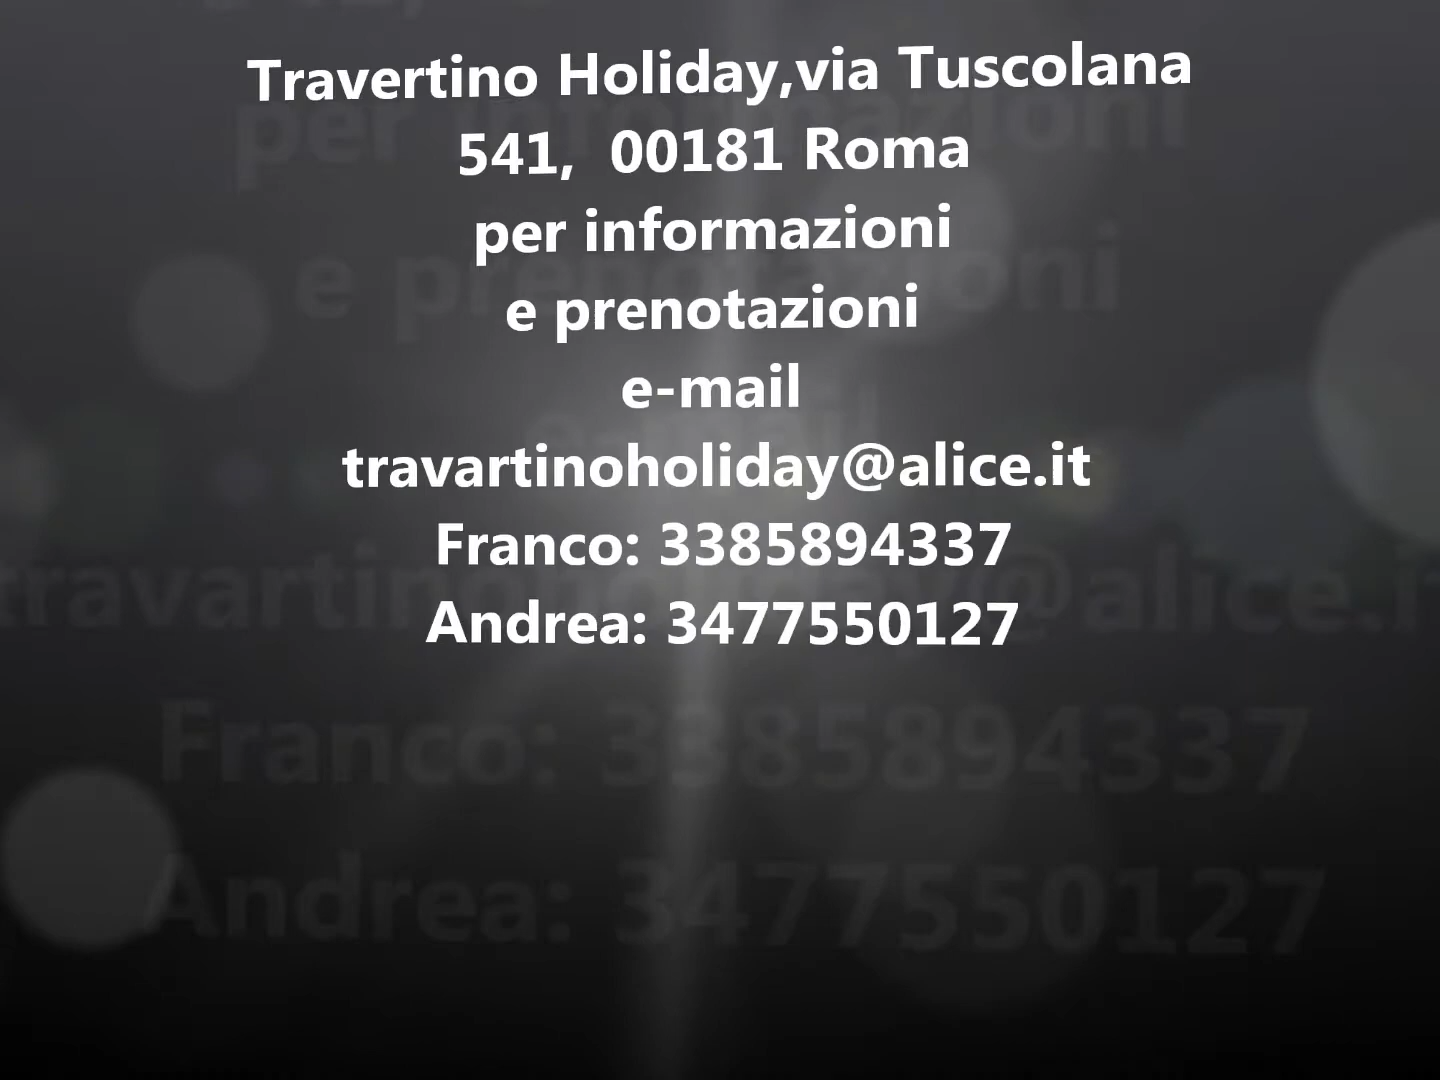 Travertino Holiday,via Tuscolana
541,  00181 Roma
per informazioni
e prenotazioni
e-mail
travartinoholiday@alice.it
Franco: 3385894337
Andrea: 3477550127